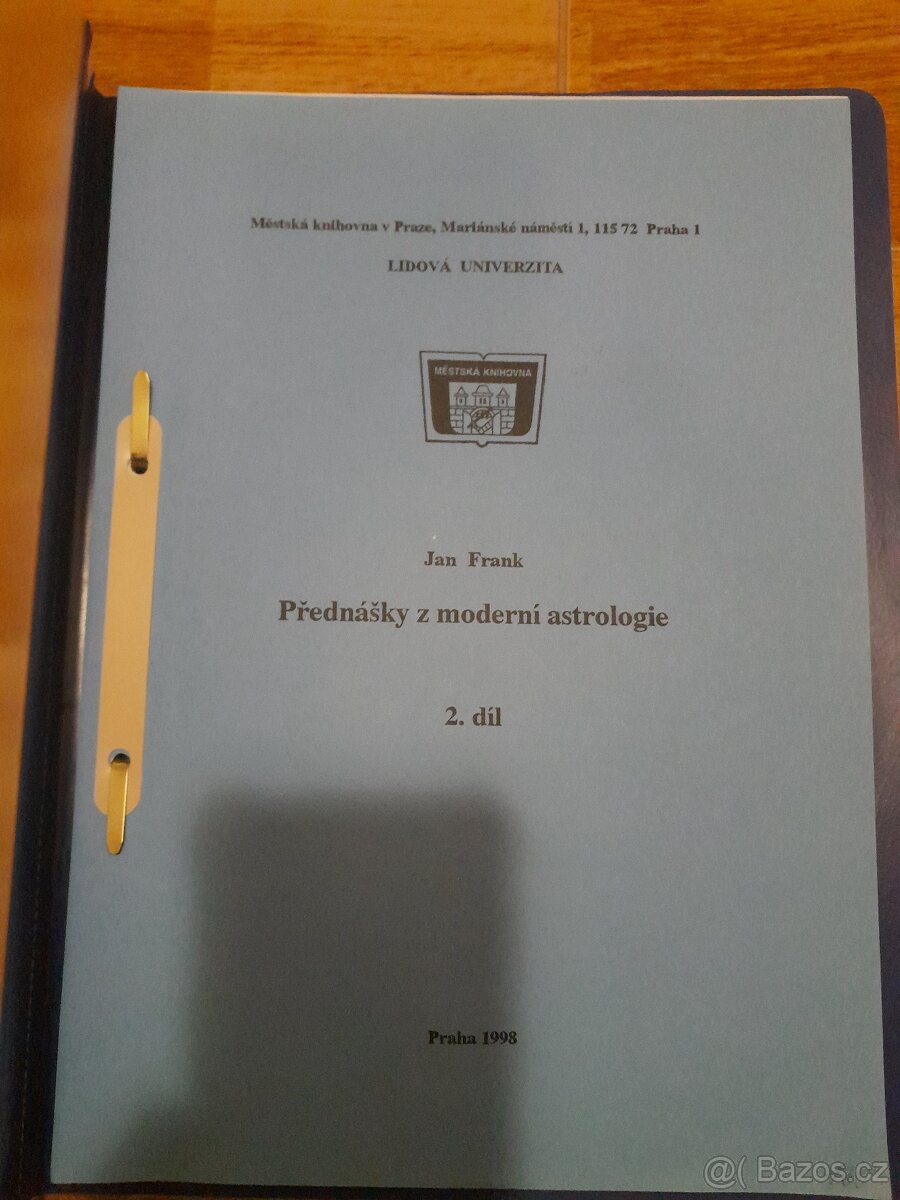 Městská knihovna v Praze, Mariánské náměstí 1, 115 72 Praha 1
LIDOVÁ UNIVERZITA
MĚSTSKÁ KNIHOVNA
Jan Frank
Přednášky z moderní astrologie
2. díl
Praha 1998
@( Bazos.cz